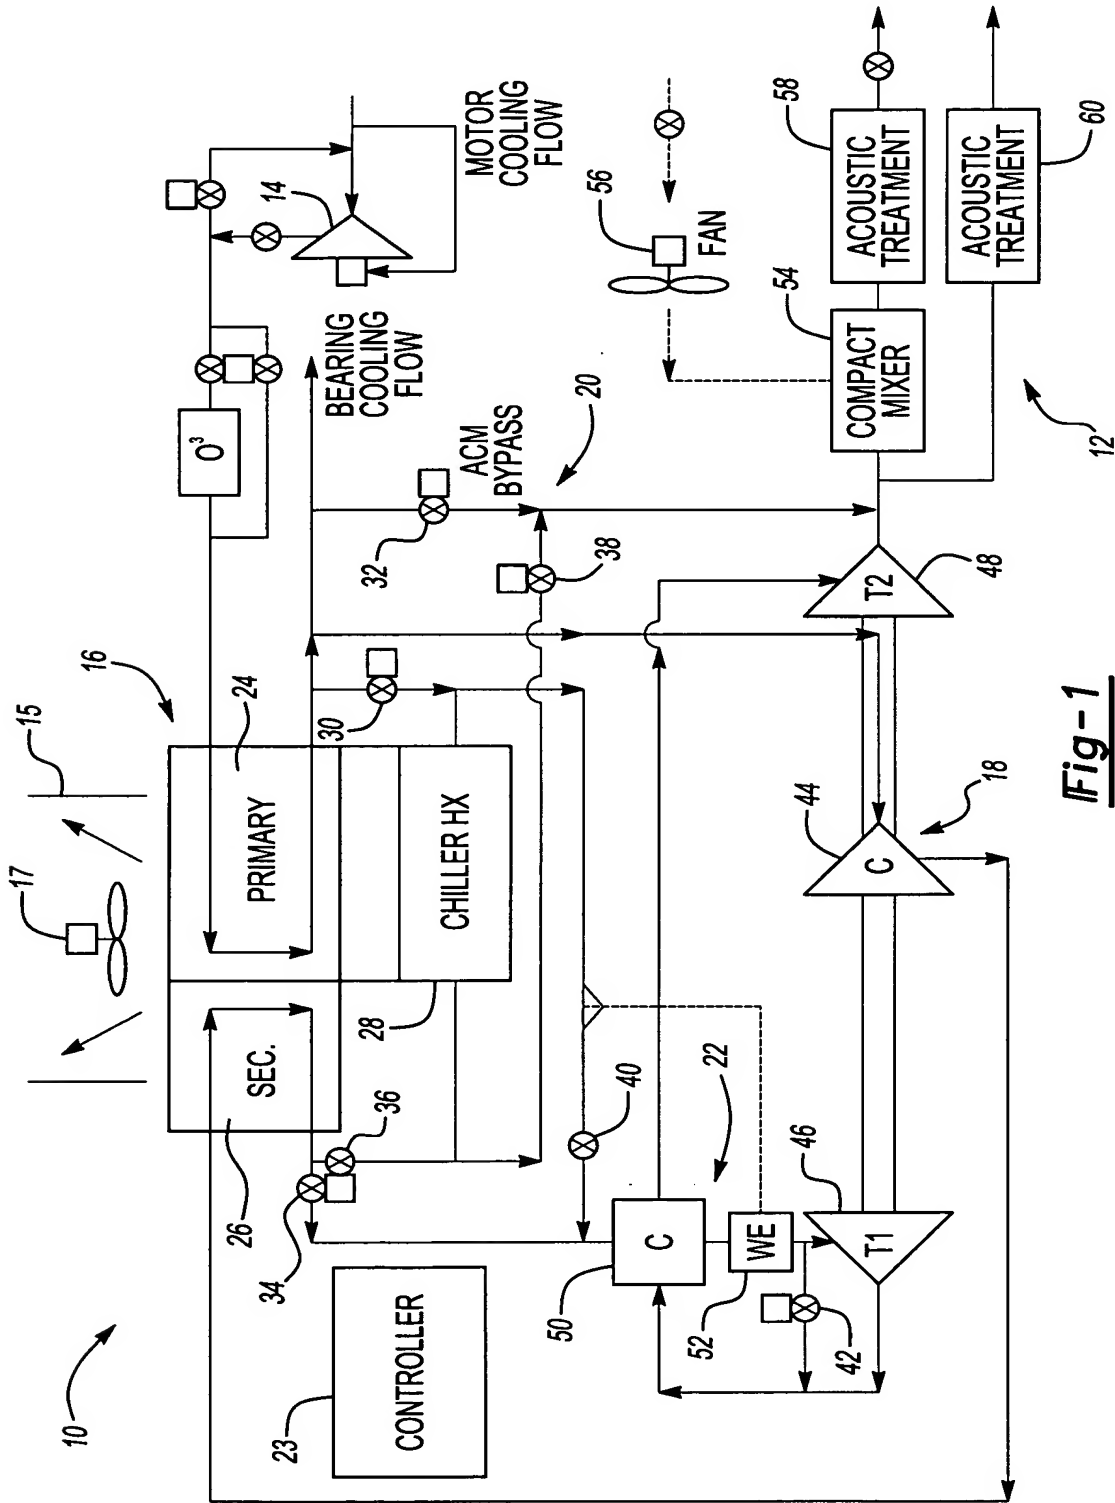 10
12
14
15
16
17
18
20
22
23
24
26
28
30
32
34
36
38
40
42
44
46
48
50
52
54
56
58
60
SEC.
PRIMARY
CHILLER HX
CONTROLLER
O³
BEARING
COOLING
FLOW
MOTOR
COOLING
FLOW
ACM
BYPASS
FAN
COMPACT
MIXER
ACOUSTIC
TREATMENT
ACOUSTIC
TREATMENT
C
WE
T1
C
T2
Fig-1